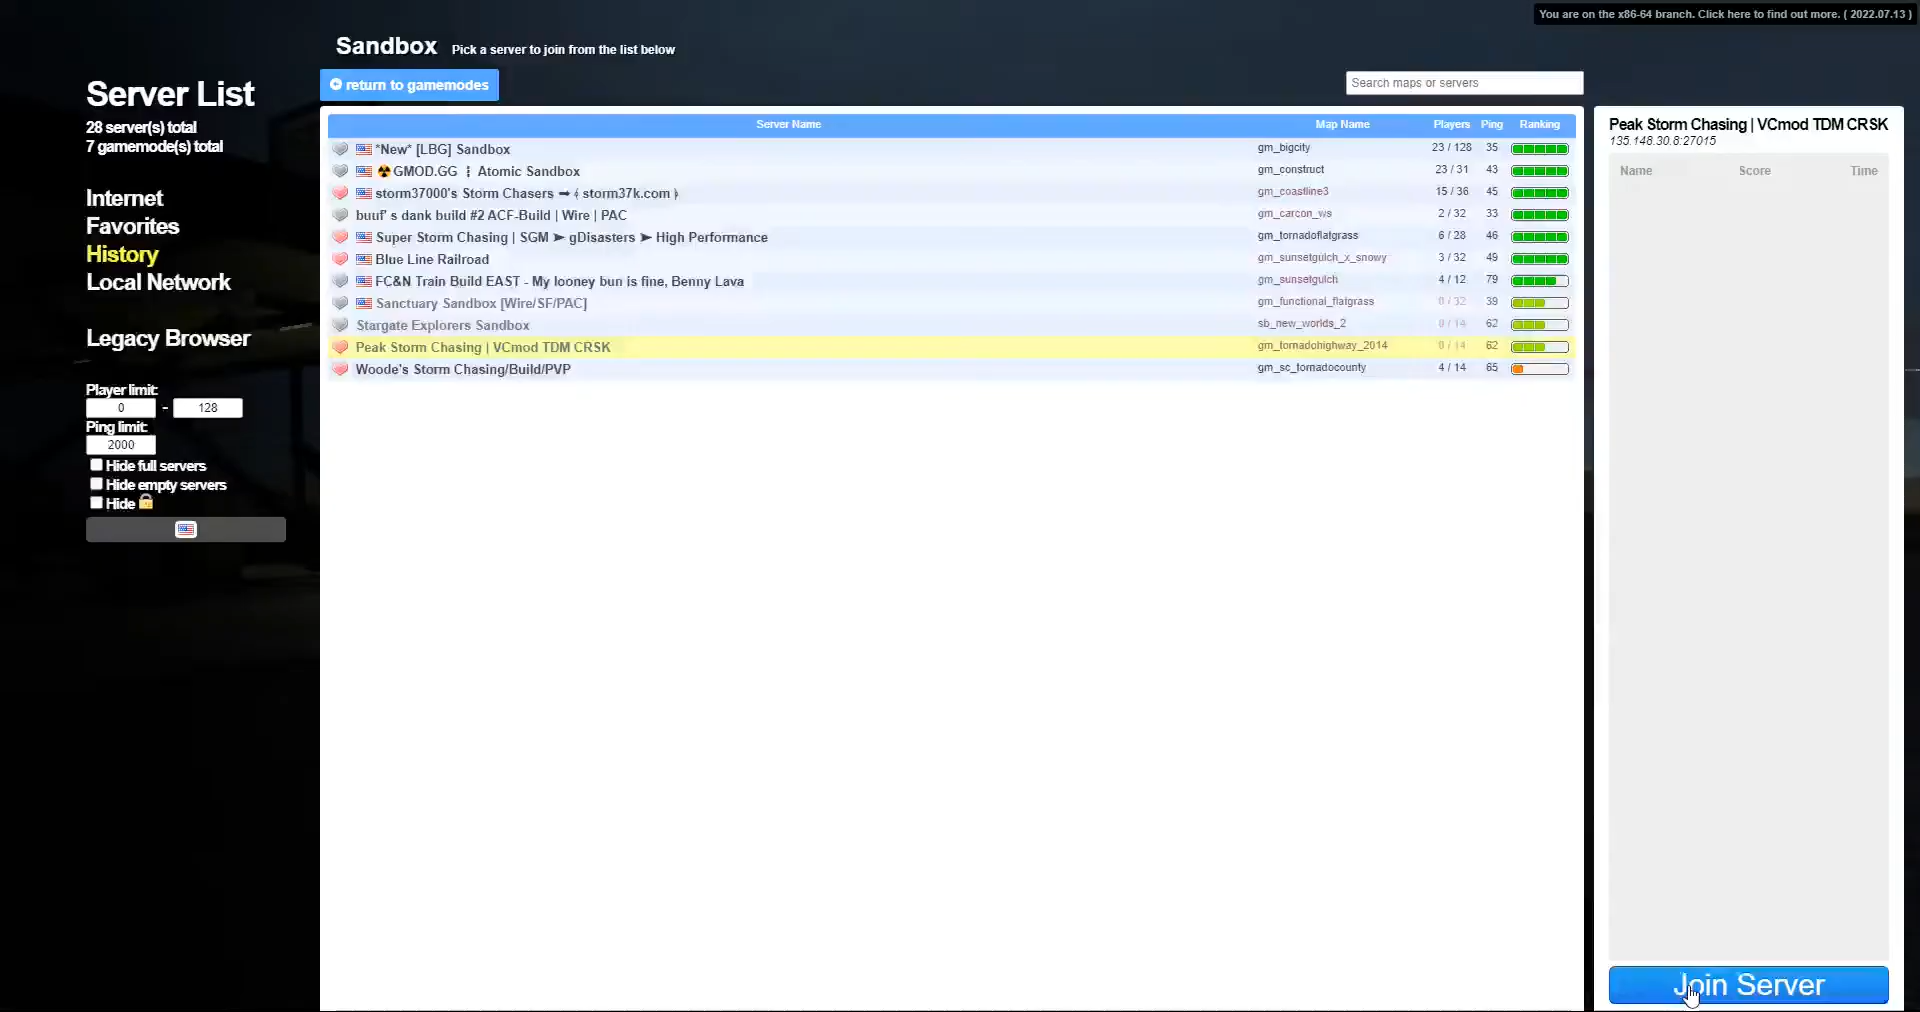 You are on the x86-64 branch. Click here to find out more. ( 2022.07.13 )
Sandbox Pick a server to join from the list below
Server List
28 server(s) total
7 gamemode(s) total
Internet
Favorites
History
Local Network
Legacy Browser
Player limit:
0 - 128
Ping limit:
2000
Hide full servers
Hide empty servers
Hide
return to gamemodes
Search maps or servers
Server Name Map Name Players Ping Ranking
*New* [LBG] Sandbox gm_bigcity 23 / 128 35
☢GMOD.GG ┇ Atomic Sandbox gm_construct 23 / 31 43
storm37000's Storm Chasers ➞ ﴾ storm37k.com ﴿ gm_coastline3 15 / 36 45
buuf' s dank build #2 ACF-Build | Wire | PAC gm_carcon_ws 2 / 32 33
Super Storm Chasing | SGM ➤ gDisasters ➤ High Performance gm_tornadoflatgrass 6 / 28 46
Blue Line Railroad gm_sunsetgulch_x_snowy 3 / 32 49
FC&N Train Build EAST - My looney bun is fine, Benny Lava gm_sunsetgulch 4 / 12 79
Sanctuary Sandbox [Wire/SF/PAC] gm_functional_flatgrass 0 / 32 39
Stargate Explorers Sandbox sb_new_worlds_2 0 / 14 62
Peak Storm Chasing | VCmod TDM CRSK gm_tornadohighway_2014 0 / 14 62
Woode's Storm Chasing/Build/PVP gm_sc_tornadocounty 4 / 14 65
Peak Storm Chasing | VCmod TDM CRSK
135.148.30.8:27015
Name Score Time
Join Server